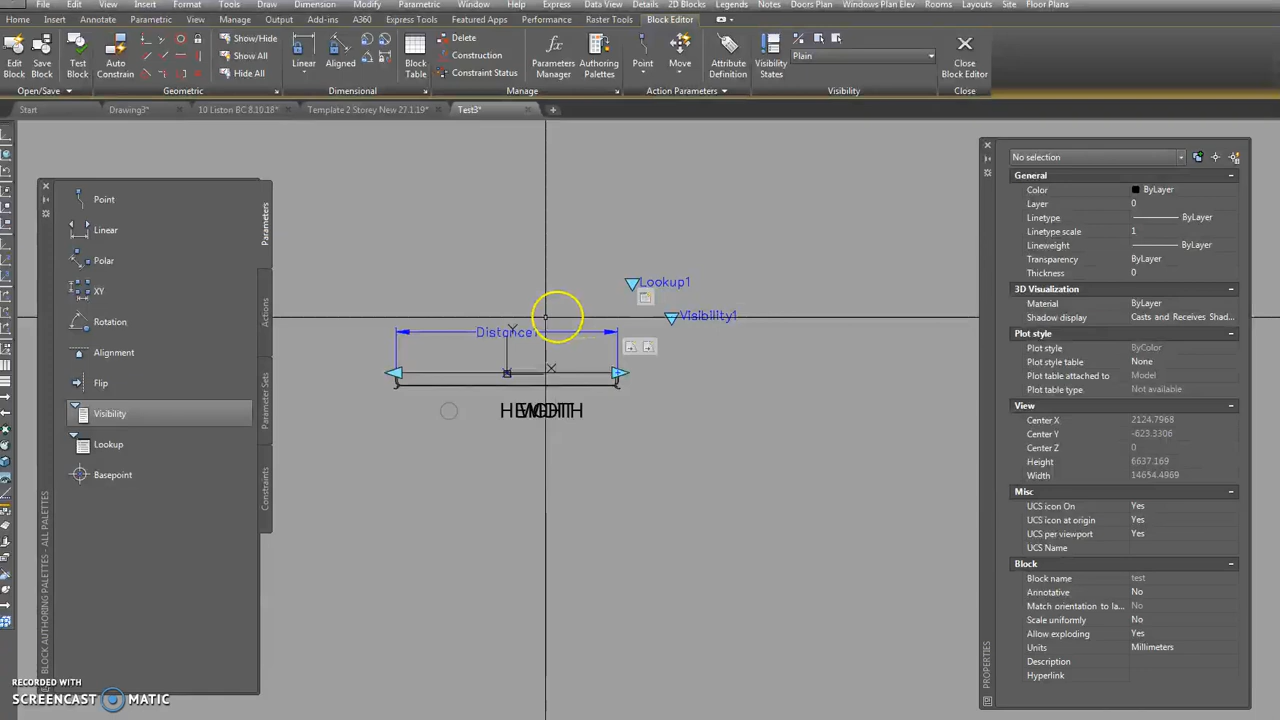 File Edit View Insert Format Tools Draw Dimension Modify Parametric Window Express Data View Details 2D Blocks Legends Notes Doors Plan Windows Plan Elev Rooms Layouts Site Floor Plans
Home Insert Annotate Parametric View Manage Output Add-ins A360 Express Tools Featured Apps Performance Raster Tools Block Editor
Edit Block
Save Block
Test Block
Auto Constrain
Show/Hide
Show All
Hide All
Linear
Aligned
Block Table
Delete
Construction
Constraint Status
Parameters Manager
Authoring Palettes
Point
Move
Attribute Definition
Visibility States
Plain
Close Block Editor
Open/Save Geometric Dimensional Manage Action Parameters Visibility Close
Start Drawing3* 10 Liston BC 8.10.18* Template 2 Storey New 27.1.19* Test3*
Point
Linear
Polar
XY
Rotation
Alignment
Flip
Visibility
Lookup
Basepoint
Parameters
Actions
Parameter Sets
Constraints
BLOCK AUTHORING PALETTES - ALL PALETTES
Lookup1
Visibility1
No selection
General
Color ByLayer
Layer 0
Linetype ByLayer
Linetype scale 1
Lineweight ByLayer
Transparency ByLayer
Thickness 0
3D Visualization
Material ByLayer
Shadow display Casts and Receives Shad...
Plot style
Plot style ByColor
Plot style table None
Plot table attached to Model
Plot table type Not available
View
Center X 2124.7968
Center Y -623.3306
Center Z 0
Height 6637.169
Width 14654.4969
Misc
UCS icon On Yes
UCS icon at origin Yes
UCS per viewport Yes
UCS Name
Block
Block name test
Annotative No
Match orientation to la... No
Scale uniformly No
Allow exploding Yes
Units Millimeters
Description
Hyperlink
PROPERTIES
RECORDED WITH
SCREENCAST MATIC